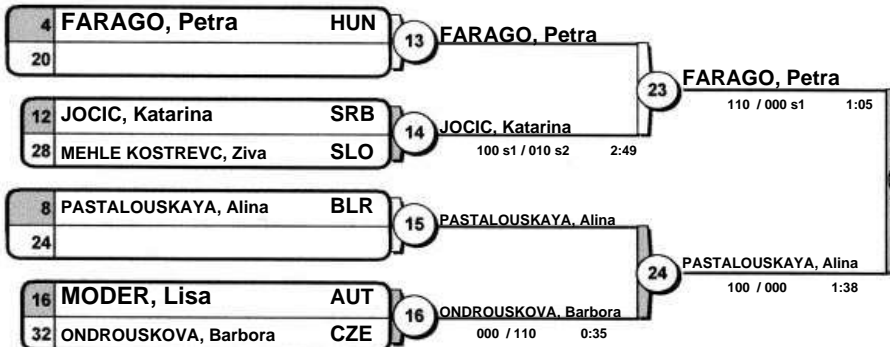 4 FARAGO, Petra HUN
20
13 FARAGO, Petra
12 JOCIC, Katarina SRB
28 MEHLE KOSTREVC, Ziva SLO
14 JOCIC, Katarina
100 s1 / 010 s2 2:49
23 FARAGO, Petra
110 / 000 s1 1:05
8 PASTALOUSKAYA, Alina BLR
24
15 PASTALOUSKAYA, Alina
16 MODER, Lisa AUT
32 ONDROUSKOVA, Barbora CZE
16 ONDROUSKOVA, Barbora
000 / 110 0:35
24 PASTALOUSKAYA, Alina
100 / 000 1:38